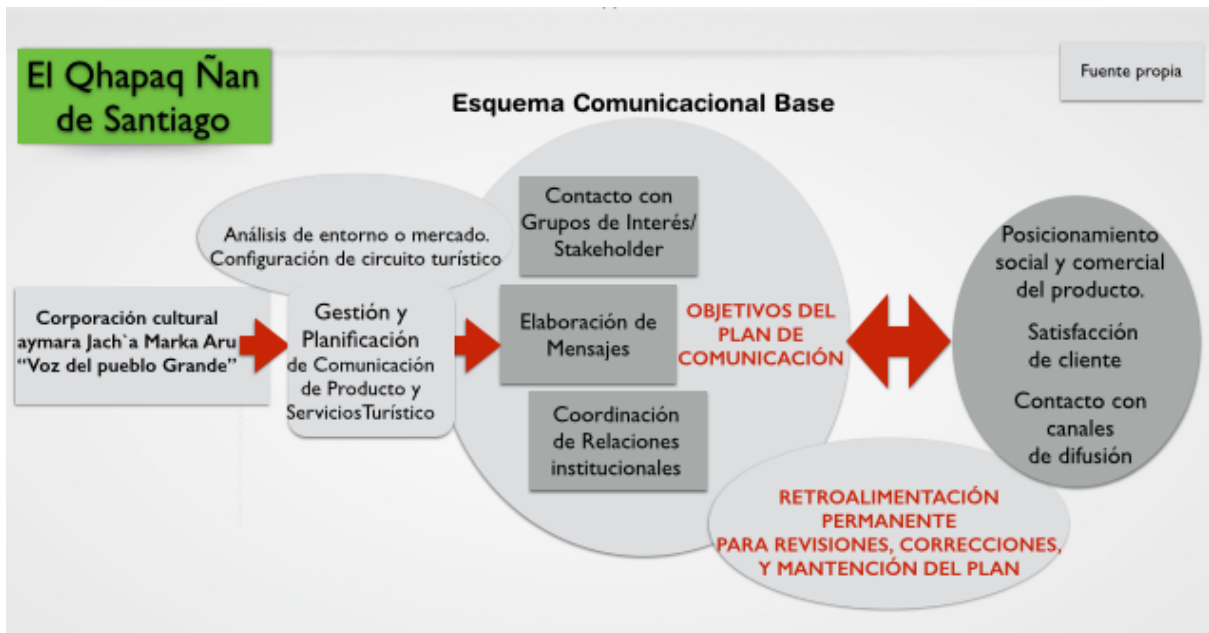 El Qhapaq Ñan
de Santiago
Fuente propia
Esquema Comunicacional Base
Análisis de entorno o mercado.
Configuración de circuito turístico
Corporación cultural
aymara Jach`a Marka Aru
“Voz del pueblo Grande”
Gestión y
Planificación
de Comunicación
de Producto y
ServiciosTurístico
Contacto con
Grupos de Interés/
Stakeholder
Elaboración de
Mensajes
Coordinación
de Relaciones
institucionales
OBJETIVOS DEL
PLAN DE
COMUNICACIÓN
Posicionamiento
social y comercial
del producto.
Satisfacción
de cliente
Contacto con
canales
de difusión
RETROALIMENTACIÓN
PERMANENTE
PARA REVISIONES, CORRECCIONES,
Y MANTENCIÓN DEL PLAN